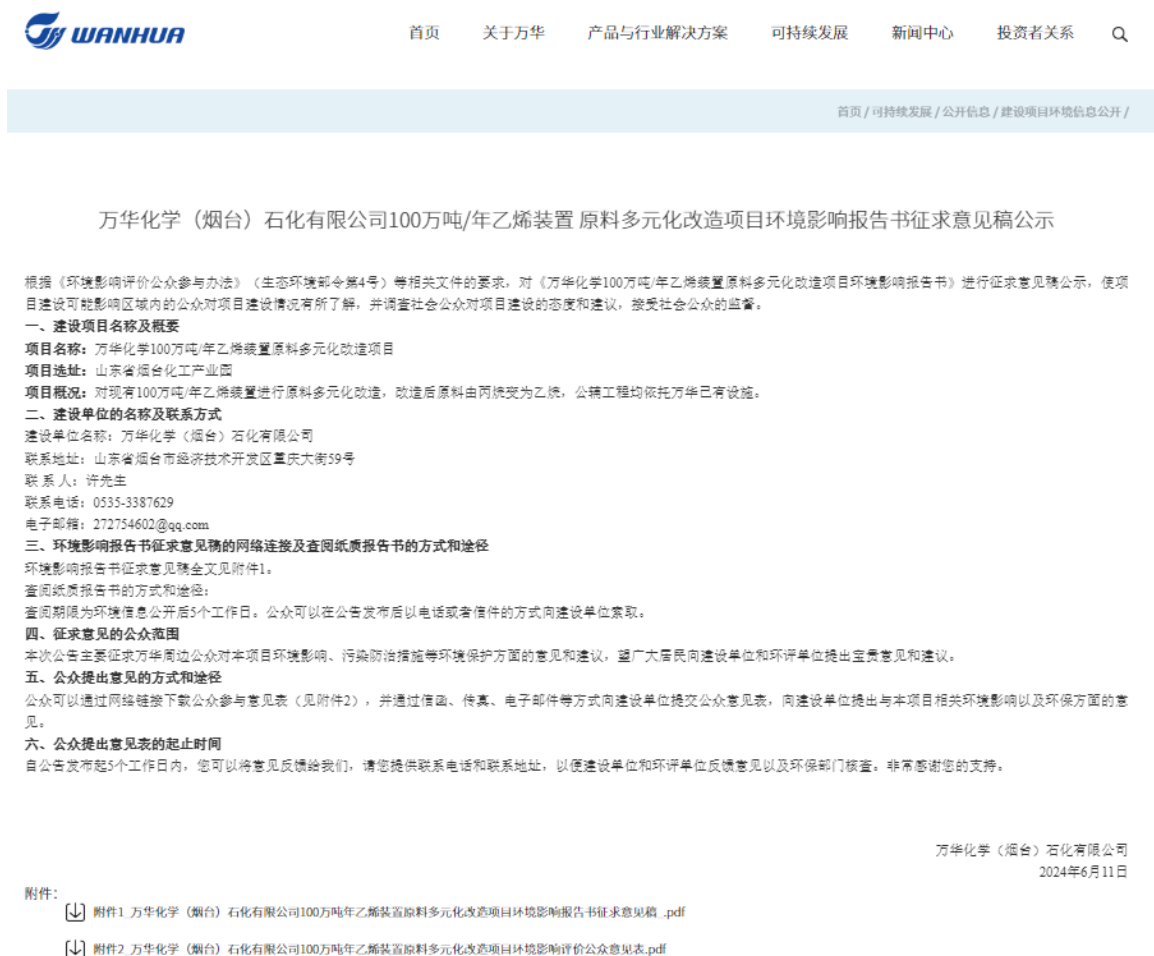 WANHUA
首页 关于万华 产品与行业解决方案 可持续发展 新闻中心 投资者关系
首页 / 可持续发展 / 公开信息 / 建设项目环境信息公开 /
万华化学（烟台）石化有限公司100万吨/年乙烯装置 原料多元化改造项目环境影响报告书征求意见稿公示
根据《环境影响评价公众参与办法》（生态环境部令第4号）等相关文件的要求，对《万华化学100万吨/年乙烯装置原料多元化改造项目环境影响报告书》进行征求意见稿公示，使项
目建设可能影响区域内的公众对项目建设情况有所了解，并调查社会公众对项目建设的态度和建议，接受社会公众的监督。
一、建设项目名称及概要
项目名称：万华化学100万吨/年乙烯装置原料多元化改造项目
项目选址：山东省烟台化工产业园
项目概况：对现有100万吨/年乙烯装置进行原料多元化改造，改造后原料由丙烷变为乙烷，公辅工程均依托万华已有设施。
二、建设单位的名称及联系方式
建设单位名称：万华化学（烟台）石化有限公司
联系地址：山东省烟台市经济技术开发区重庆大街59号
联 系 人：许先生
联系电话：0535-3387629
电子邮箱：272754602@qq.com
三、环境影响报告书征求意见稿的网络连接及查阅纸质报告书的方式和途径
环境影响报告书征求意见稿全文见附件1。
查阅纸质报告书的方式和途径：
查阅期限为环境信息公开后5个工作日。公众可以在公告发布后以电话或者信件的方式向建设单位索取。
四、征求意见的公众范围
本次公告主要征求万华周边公众对本项目环境影响、污染防治措施等环境保护方面的意见和建议，望广大居民向建设单位和环评单位提出宝贵意见和建议。
五、公众提出意见的方式和途径
公众可以通过网络链接下载公众参与意见表（见附件2），并通过信函、传真、电子邮件等方式向建设单位提交公众意见表，向建设单位提出与本项目相关环境影响以及环保方面的意
见。
六、公众提出意见表的起止时间
自公告发布起5个工作日内，您可以将意见反馈给我们，请您提供联系电话和联系地址，以便建设单位和环评单位反馈意见以及环保部门核查。非常感谢您的支持。
万华化学（烟台）石化有限公司
2024年6月11日
附件：
附件1_万华化学（烟台）石化有限公司100万吨年乙烯装置原料多元化改造项目环境影响报告书征求意见稿_.pdf
附件2_万华化学（烟台）石化有限公司100万吨年乙烯装置原料多元化改造项目环境影响评价公众意见表.pdf